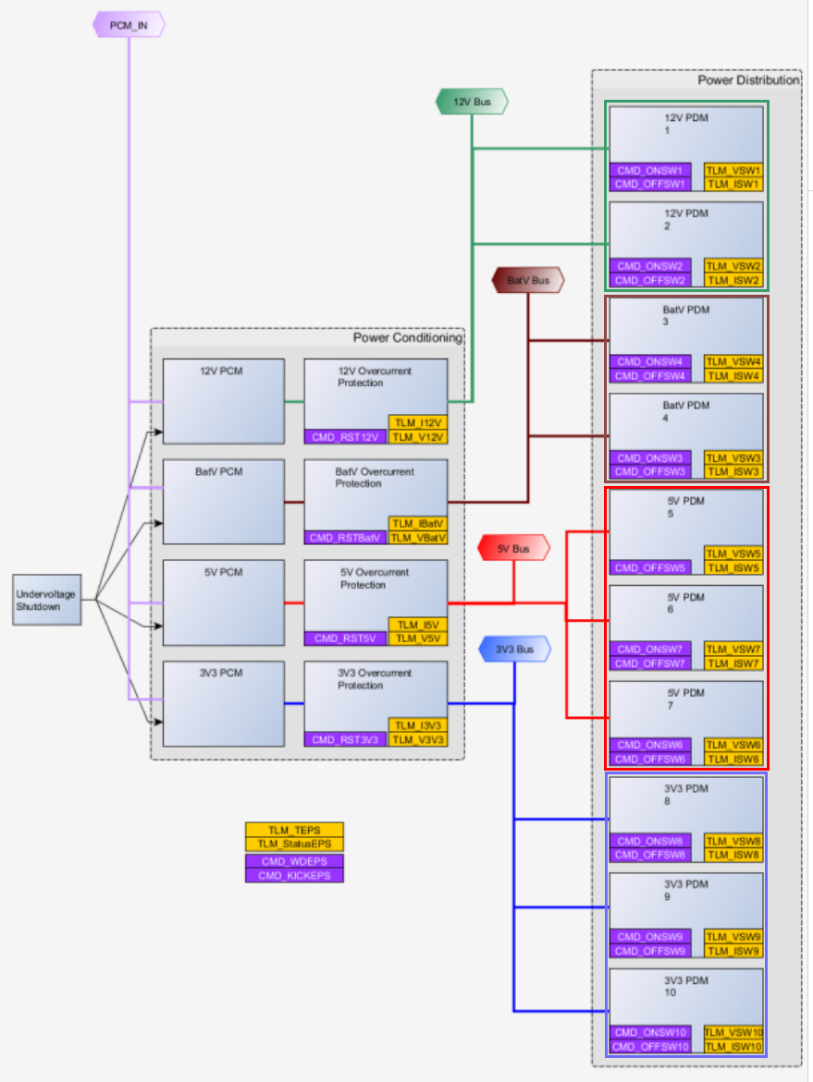 PCM_IN
Power Distribution
12V Bus
12V PDM
1
CMD_ONSW1
TLM_VSW1
CMD_OFFSW1
TLM_ISW1
12V PDM
2
CMD_ONSW2
TLM_VSW2
CMD_OFFSW2
TLM_ISW2
BatV Bus
BatV PDM
3
CMD_ONSW4
TLM_VSW4
CMD_OFFSW4
TLM_ISW4
BatV PDM
4
CMD_ONSW3
TLM_VSW3
CMD_OFFSW3
TLM_ISW3
Power Conditioning
12V PCM
12V Overcurrent
Protection
TLM_I12V
CMD_RST12V
TLM_V12V
BatV PCM
BatV Overcurrent
Protection
TLM_IBatV
CMD_RSTBatV
TLM_VBatV
5V PCM
5V Overcurrent
Protection
TLM_I5V
CMD_RST5V
TLM_V5V
3V3 PCM
3V3 Overcurrent
Protection
TLM_I3V3
CMD_RST3V3
TLM_V3V3
Undervoltage
Shutdown
5V Bus
5V PDM
5
TLM_VSW5
CMD_OFFSW5
TLM_ISW5
5V PDM
6
CMD_ONSW7
TLM_VSW7
CMD_OFFSW7
TLM_ISW7
5V PDM
7
CMD_ONSW6
TLM_VSW6
CMD_OFFSW6
TLM_ISW6
3V3 Bus
3V3 PDM
8
CMD_ONSW8
TLM_VSW8
CMD_OFFSW8
TLM_ISW8
3V3 PDM
9
CMD_ONSW9
TLM_VSW9
CMD_OFFSW9
TLM_ISW9
3V3 PDM
10
CMD_ONSW10
TLM_VSW10
CMD_OFFSW10
TLM_ISW10
TLM_TEPS
TLM_StatusEPS
CMD_WDEPS
CMD_KICKEPS